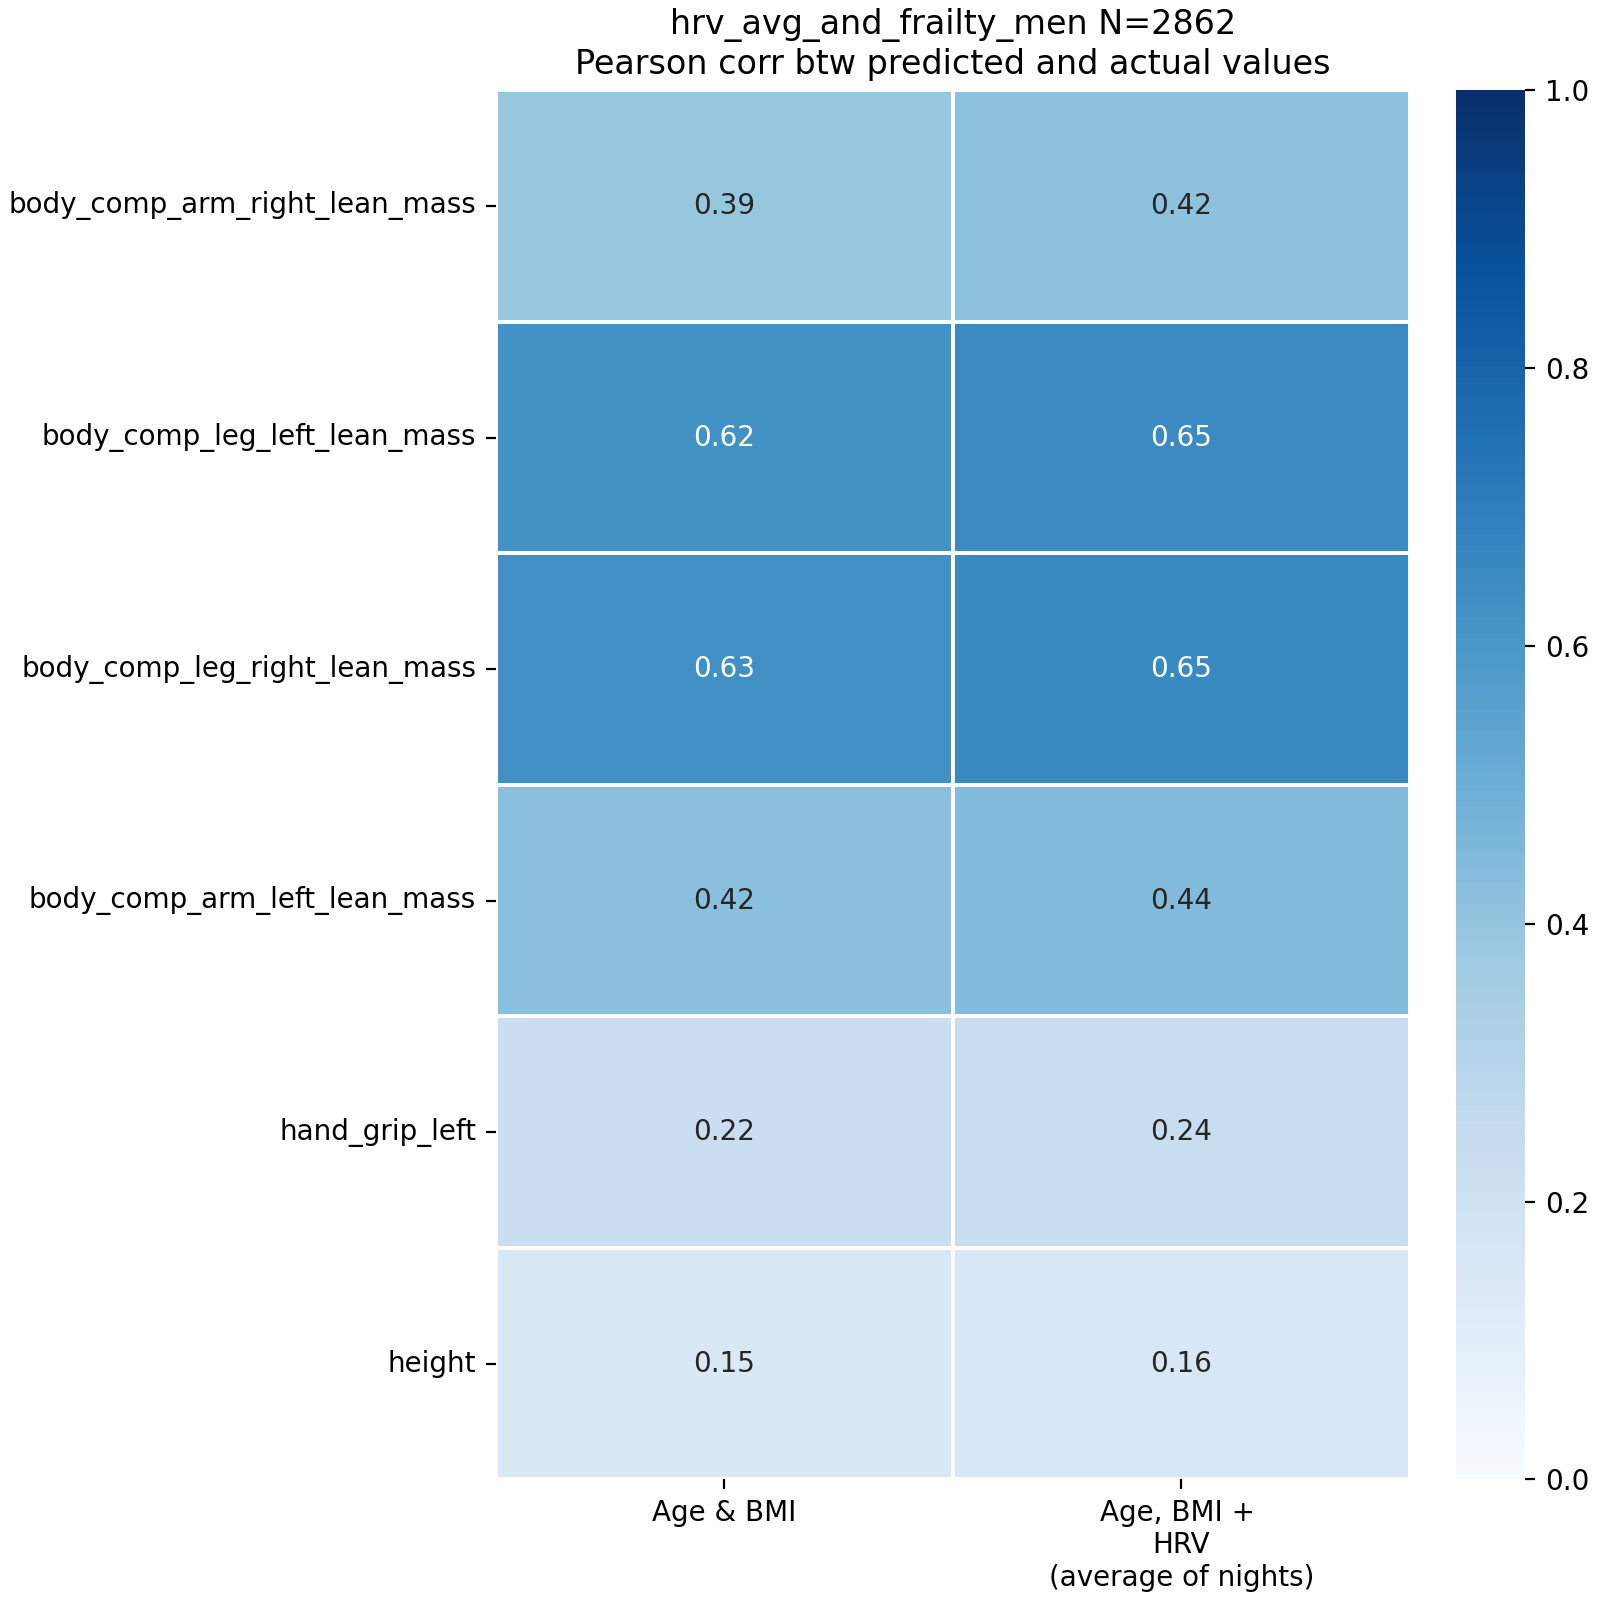 hrv_avg_and_frailty_men N=2862
Pearson corr btw predicted and actual values
body_comp_arm_right_lean_mass
0.39
0.42
body_comp_leg_left_lean_mass
0.62
0.65
body_comp_leg_right_lean_mass
0.63
0.65
body_comp_arm_left_lean_mass
0.42
0.44
hand_grip_left
0.22
0.24
height
0.15
0.16
Age & BMI
Age, BMI +
HRV
(average of nights)
1.0
0.8
0.6
0.4
0.2
0.0